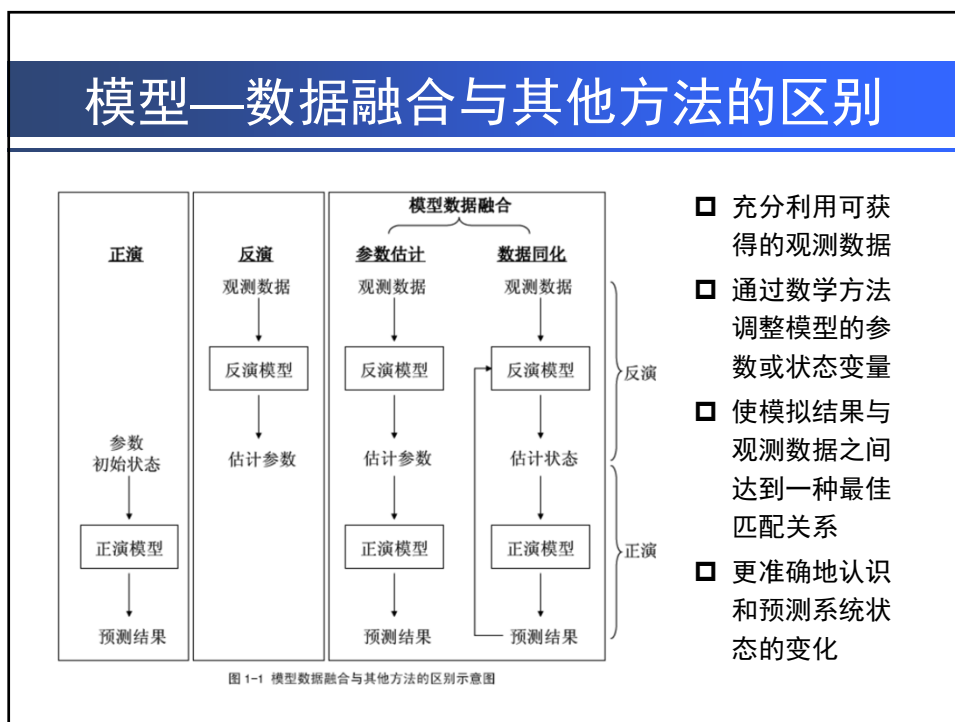 模型—数据融合与其他方法的区别
正演
参数
初始状态
正演模型
预测结果
反演
观测数据
反演模型
估计参数
模型数据融合
参数估计
观测数据
反演模型
估计参数
正演模型
预测结果
数据同化
观测数据
反演模型
估计状态
正演模型
预测结果
反演
正演
图 1-1 模型数据融合与其他方法的区别示意图
充分利用可获
得的观测数据
通过数学方法
调整模型的参
数或状态变量
使模拟结果与
观测数据之间
达到一种最佳
匹配关系
更准确地认识
和预测系统状
态的变化